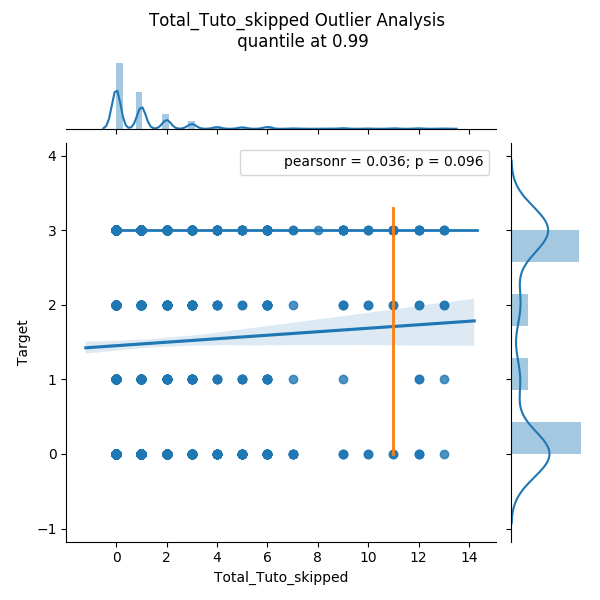 Total_Tuto_skipped Outlier Analysis
quantile at 0.99
pearsonr = 0.036; p = 0.096
4
3
2
1
0
−1
Target
0 2 4 6 8 10 12 14
Total_Tuto_skipped